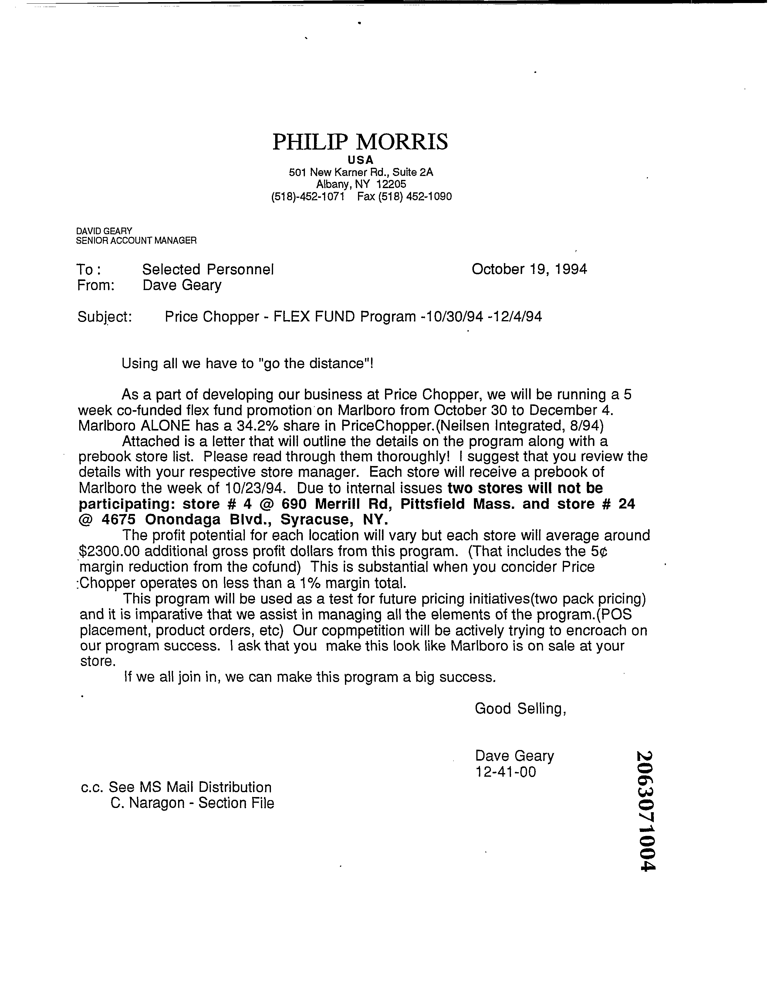 PHILIP MORRIS
USA
501 New Karner Rd., Suite 2A
Albany, NY 12205
(518)-452-1071 Fax (518) 452-1090
DAVID GEARY
SENIOR ACCOUNT MANAGER
To : Selected Personnel October 19, 1994
From: Dave Geary
Subject: Price Chopper - FLEX FUND Program -10/30/94 -12/4/94
Using all we have to "go the distance"!
As a part of developing our business at Price Chopper, we will be running a 5
week co-funded flex fund promotion on Marlboro from October 30 to December 4.
Marlboro ALONE has a 34.2% share in PriceChopper.(Neilsen Integrated, 8/94)
Attached is a letter that will outline the details on the program along with a
prebook store list. Please read through them thoroughly! I suggest that you review the
details with your respective store manager. Each store will receive a prebook of
Marlboro the week of 10/23/94. Due to internal issues two stores will not be
participating: store # 4 @ 690 Merrill Rd, Pittsfield Mass. and store # 24
@ 4675 Onondaga Blvd., Syracuse, NY.
The profit potential for each location will vary but each store will average around
$2300.00 additional gross profit dollars from this program. (That includes the 5¢
margin reduction from the cofund) This is substantial when you concider Price
Chopper operates on less than a 1% margin total.
This program will be used as a test for future pricing initiatives(two pack pricing)
and it is imparative that we assist in managing all the elements of the program.(POS
placement, product orders, etc) Our copmpetition will be actively trying to encroach on
our program success. I ask that you make this look like Marlboro is on sale at your
store.
If we all join in, we can make this program a big success.
Good Selling,
Dave Geary
12-41-00
c.c. See MS Mail Distribution
C. Naragon - Section File
2063071004